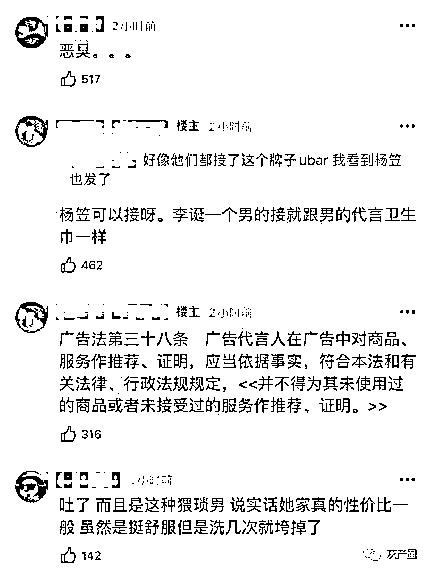 2小时前
恶臭。。。
517
楼主 2小时前
好像他们都接了这个牌子ubar 我看到杨笠
也发了
杨笠可以接呀。李诞一个男的接就跟男的代言卫生
巾一样
462
楼主 2小时前
广告法第三十八条 广告代言人在广告中对商品、
服务作推荐、证明，应当依据事实，符合本法和有
关法律、行政法规规定，<<并不得为其未使用过
的商品或者未接受过的服务作推荐、证明。>>
316
小时前
吐了 而且是这种猥琐男 说实话她家真的性价比一
般 虽然是挺舒服但是洗几次就垮掉了
142
灰产圈